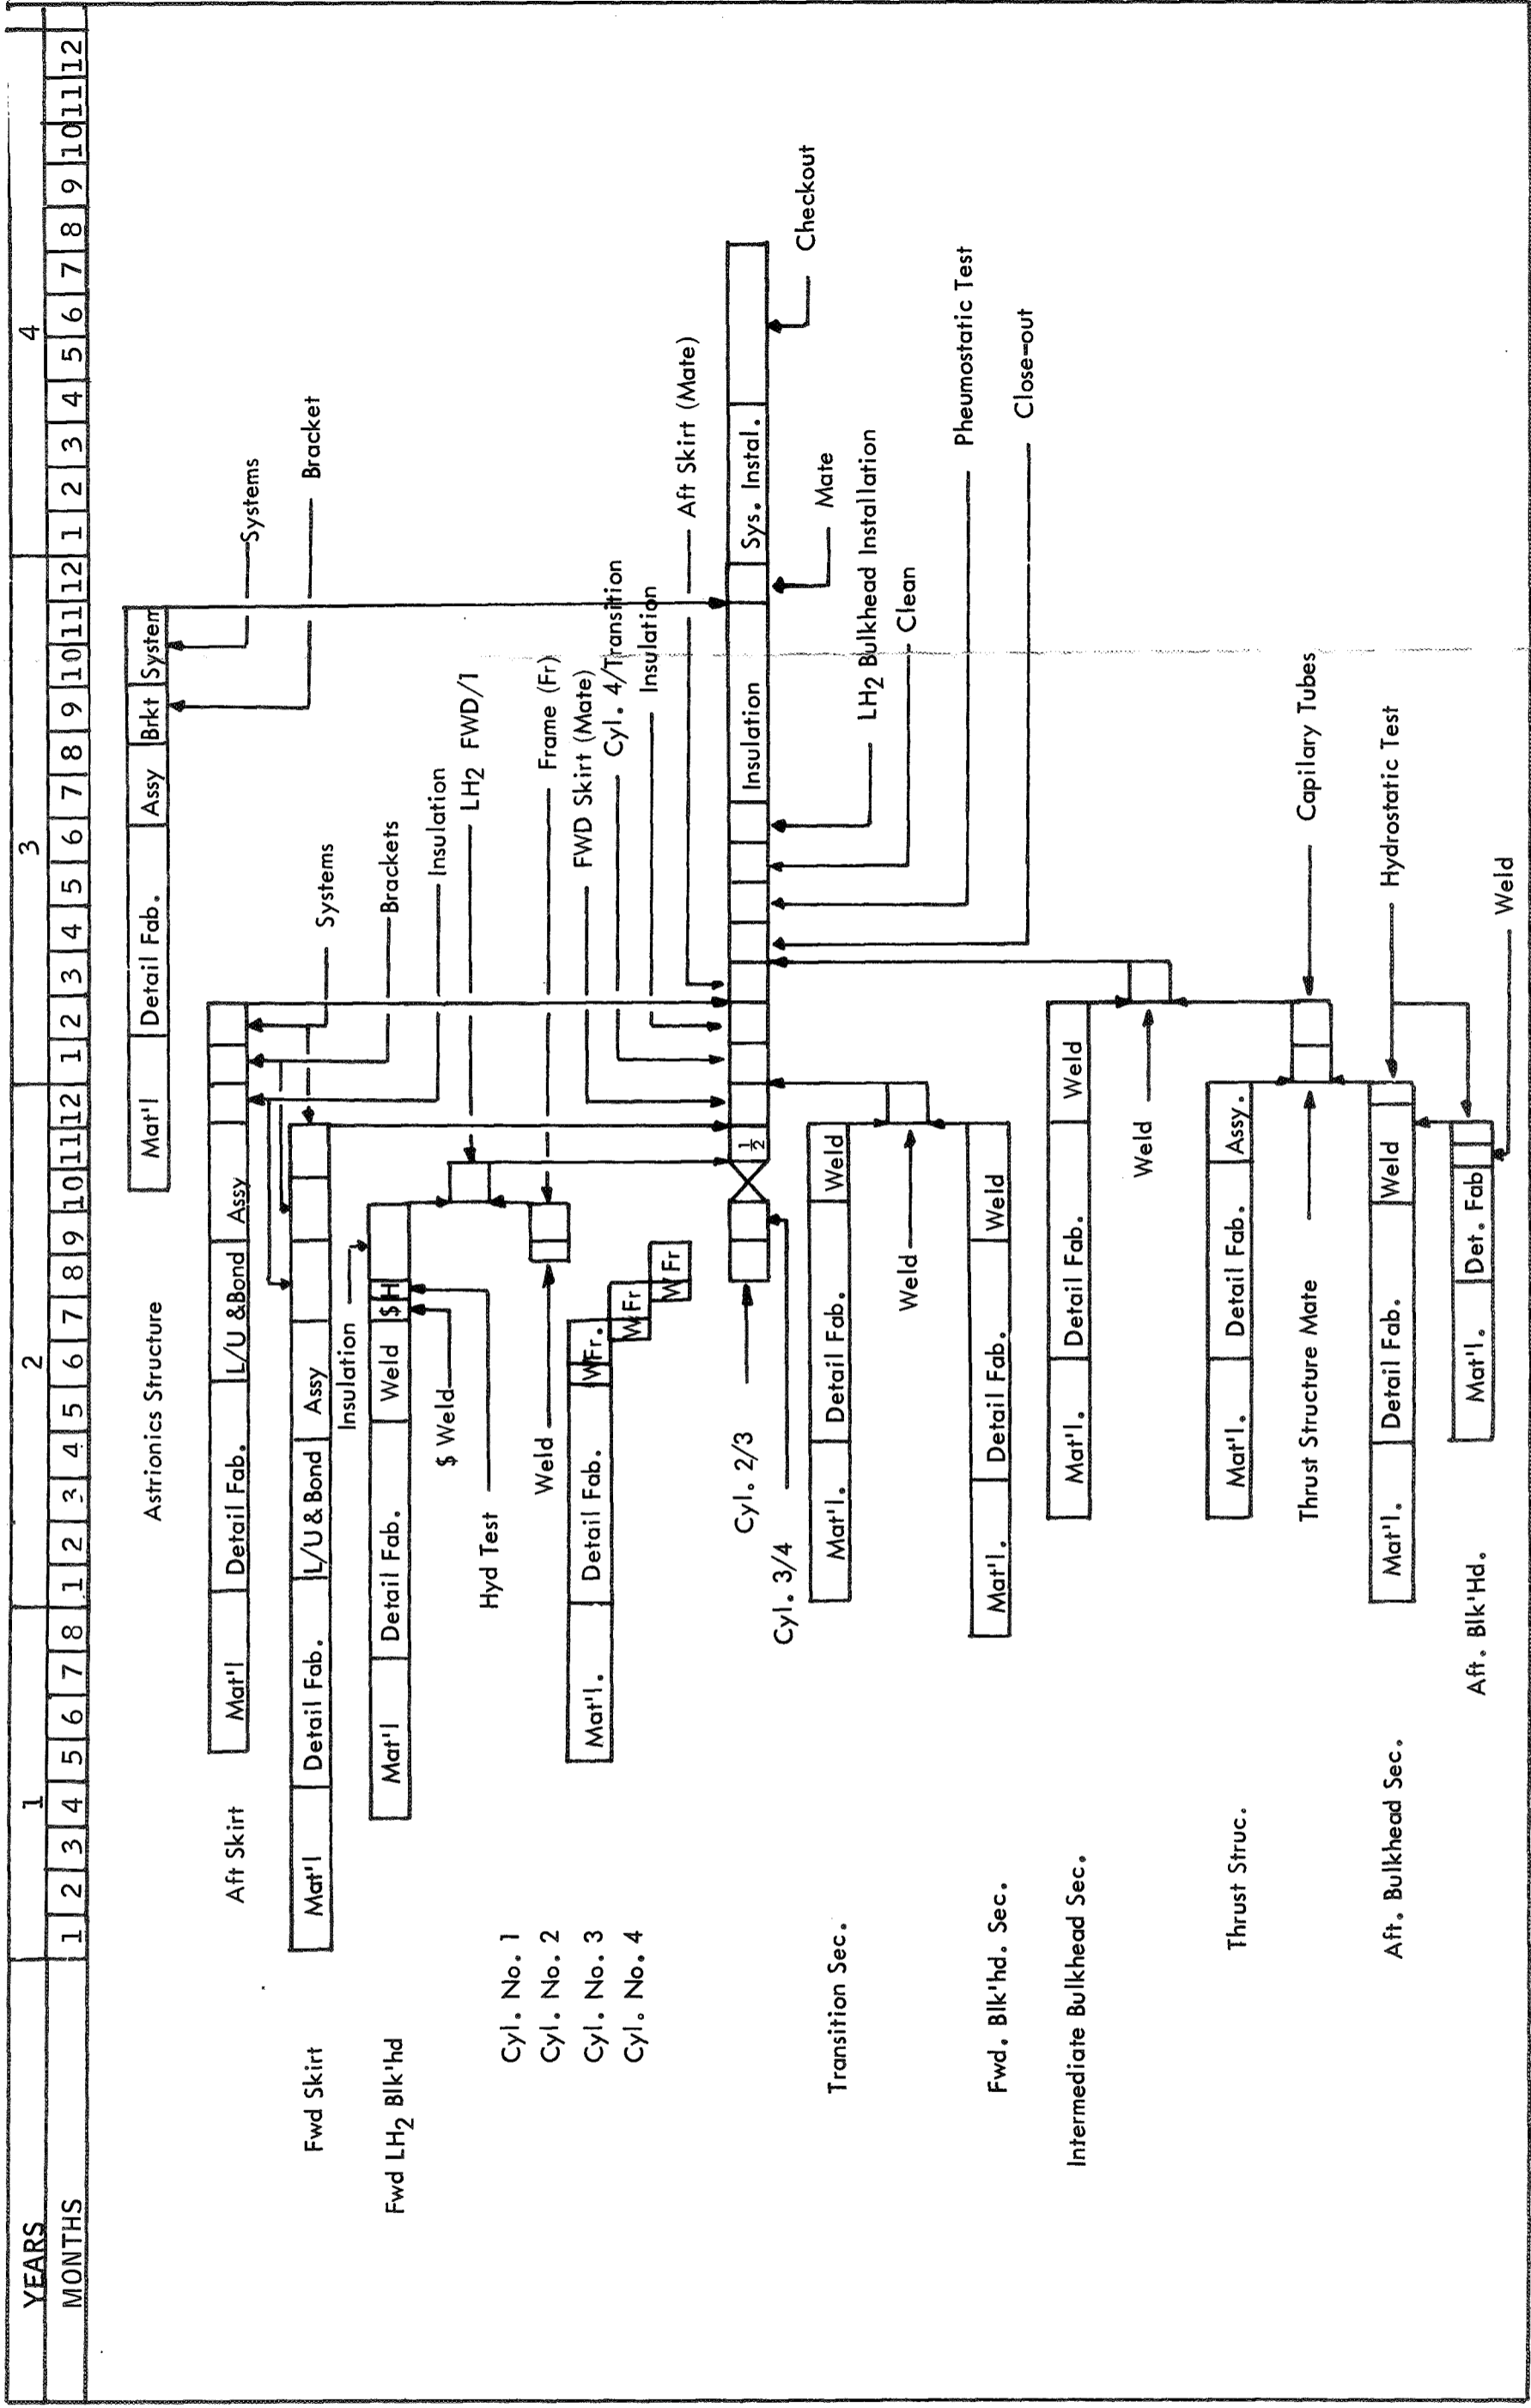 YEARS 1 2 3 4
MONTHS 1 2 3 4 5 6 7 8 1 2 3 4 5 6 7 8 9 10 11 12 1 2 3 4 5 6 7 8 9 10 11 12 1 2 3 4 5 6 7 8 9 10 11 12
Astrionics Structure
Mat'l Detail Fab. Assy Brkt System
Systems
Bracket
Aft Skirt
Mat'l Detail Fab. L/U &Bond Assy
Systems
Brackets
Insulation
Fwd Skirt
Mat'l Detail Fab. L/U &Bond Assy
Insulation
Fwd LH2 Blk'hd
Mat'l Detail Fab. Weld $ H
$ Weld
Hyd Test
LH2 FWD/1
Weld
Frame (Fr)
Cyl. No. 1
Cyl. No. 2
Cyl. No. 3
Cyl. No. 4
Mat'l. Detail Fab. W Fr.
W Fr
W Fr
FWD Skirt (Mate)
Cyl. 4/Transition
Insulation
Aft Skirt (Mate)
Cyl. 2/3
Cyl. 3/4
½ Insulation Sys. Instal.
Checkout
Mate
LH2 Bulkhead Installation
Clean
Pheumostatic Test
Close-out
Transition Sec.
Mat'l. Detail Fab. Weld
Weld
Fwd. Blk'hd. Sec.
Mat'l. Detail Fab. Weld
Intermediate Bulkhead Sec.
Mat'l. Detail Fab. Weld
Weld
Thrust Struc.
Mat'l. Detail Fab. Assy.
Thrust Structure Mate
Capilary Tubes
Aft. Bulkhead Sec.
Mat'l. Detail Fab. Weld
Hydrostatic Test
Aft. Blk'Hd.
Mat'l. Det. Fab
Weld